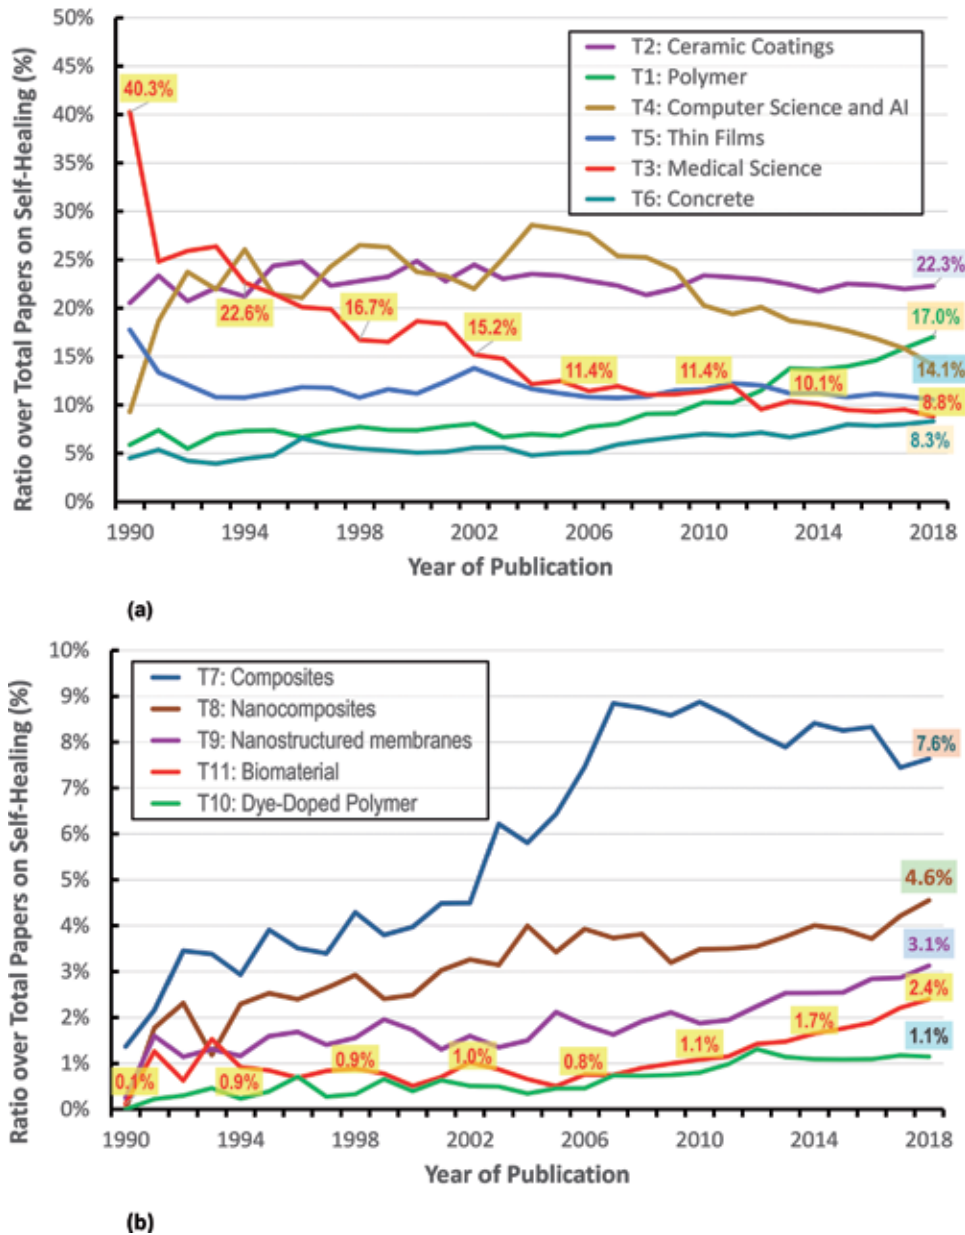 50%
45%
40%
35%
30%
25%
20%
15%
10%
5%
0%
Ratio over Total Papers on Self-Healing (%)
T2: Ceramic Coatings
T1: Polymer
T4: Computer Science and AI
T5: Thin Films
T3: Medical Science
T6: Concrete
40.3%
22.6%
16.7%
15.2%
11.4%
11.4%
10.1%
22.3%
17.0%
14.1%
8.8%
8.3%
1990 1994 1998 2002 2006 2010 2014 2018
Year of Publication
(a)
10%
9%
8%
7%
6%
5%
4%
3%
2%
1%
0%
Ratio over Total Papers on Self-Healing (%)
T7: Composites
T8: Nanocomposites
T9: Nanostructured membranes
T11: Biomaterial
T10: Dye-Doped Polymer
0.1%
0.9%
0.9%
1.0%
0.8%
1.1%
1.7%
7.6%
4.6%
3.1%
2.4%
1.1%
1990 1994 1998 2002 2006 2010 2014 2018
Year of Publication
(b)